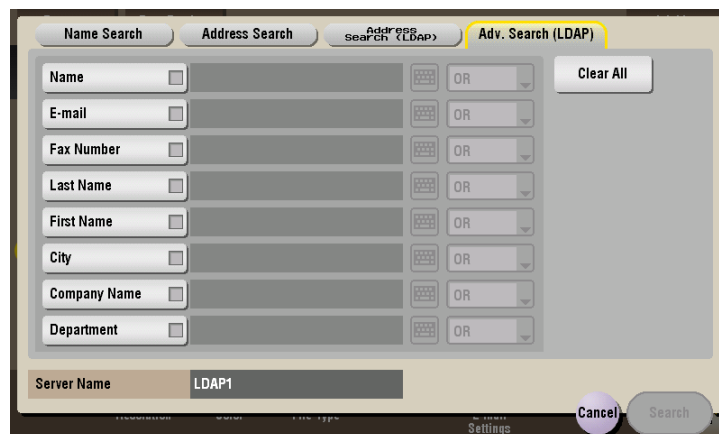 Name Search
Address Search
Address
Search (LDAP)
Adv. Search (LDAP)
Name
OR
Clear All
E-mail
OR
Fax Number
OR
Last Name
OR
First Name
OR
City
OR
Company Name
OR
Department
OR
Server Name
LDAP1
Cancel
Search
Resolution
Color
File Type
E-mail
Settings